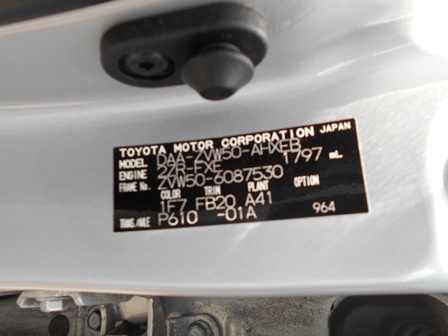 TOYOTA MOTOR CORPORATION JAPAN
MODEL DAA-ZVW50-AHXEB
ENGINE 2ZR-FXE 1797 mL
FRAME No. ZVW50-6087530
COLOR TRIM PLANT OPTION
1F7 FB20 A41
TRANS./AXLE P610 -01A 964